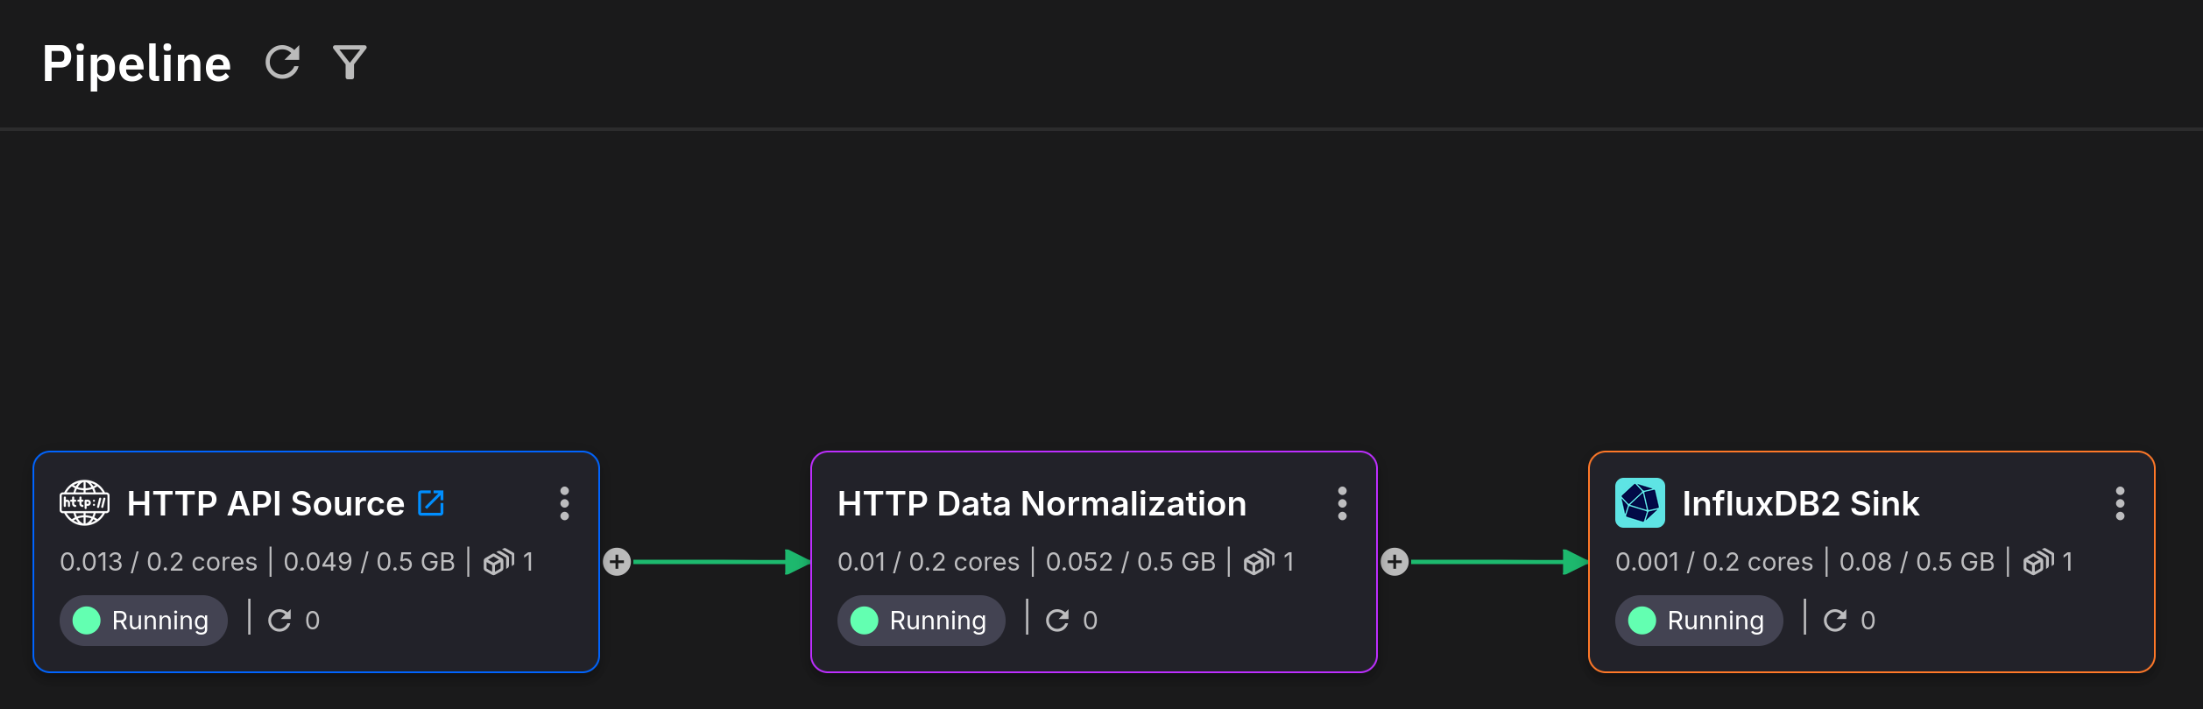 Pipeline
HTTP API Source
http://
0.013 / 0.2 cores | 0.049 / 0.5 GB | 1
Running | 0
HTTP Data Normalization
0.01 / 0.2 cores | 0.052 / 0.5 GB | 1
Running | 0
InfluxDB2 Sink
0.001 / 0.2 cores | 0.08 / 0.5 GB | 1
Running | 0